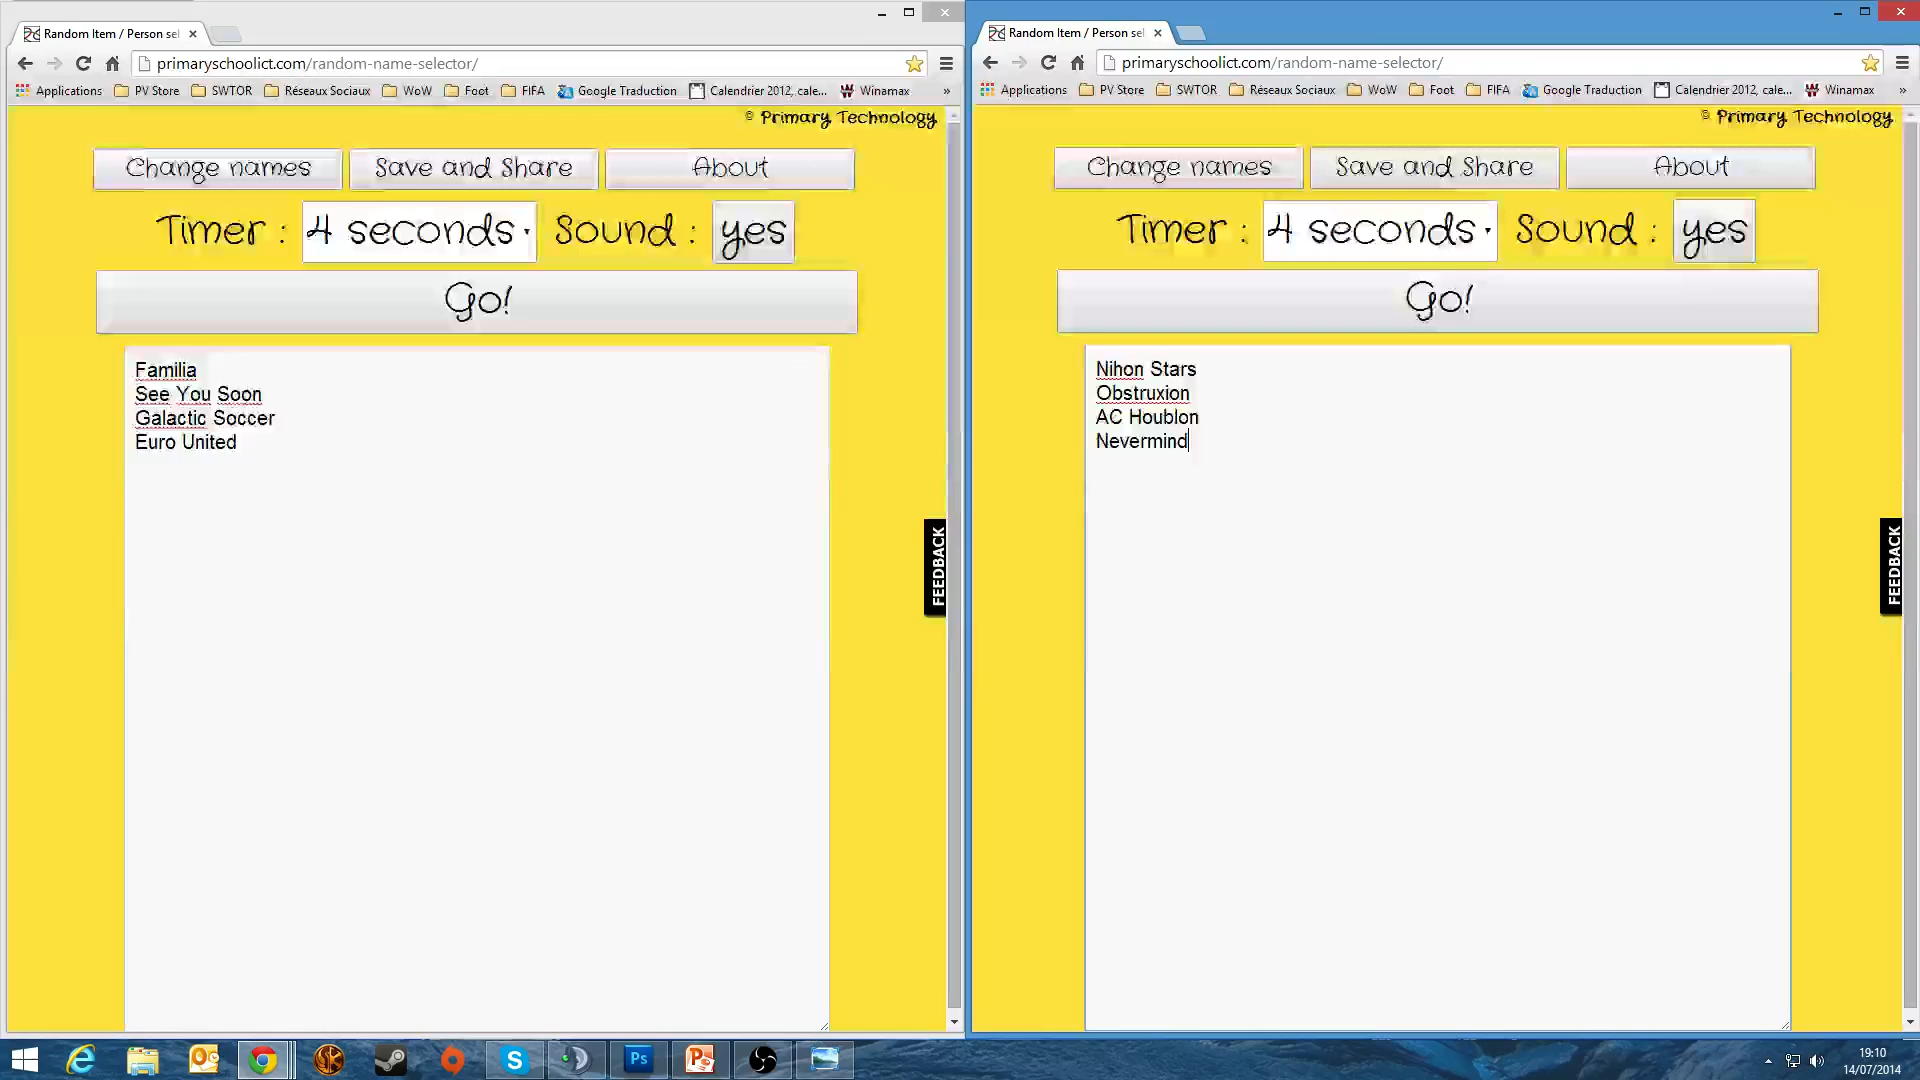 Random Item / Person sel
primaryschoolict.com/random-name-selector/
Applications PV Store SWTOR Réseaux Sociaux WoW Foot FIFA Google Traduction Calendrier 2012, cale... Winamax »
© Primary Technology
Change names Save and Share About
Timer : 4 seconds Sound : yes
Go!
Familia
See You Soon
Galactic Soccer
Euro United
FEEDBACK
Random Item / Person sel
primaryschoolict.com/random-name-selector/
Applications PV Store SWTOR Réseaux Sociaux WoW Foot FIFA Google Traduction Calendrier 2012, cale... Winamax »
© Primary Technology
Change names Save and Share About
Timer : 4 seconds Sound : yes
Go!
Nihon Stars
Obstruxion
AC Houblon
Nevermind
FEEDBACK
Ps
19:10
14/07/2014